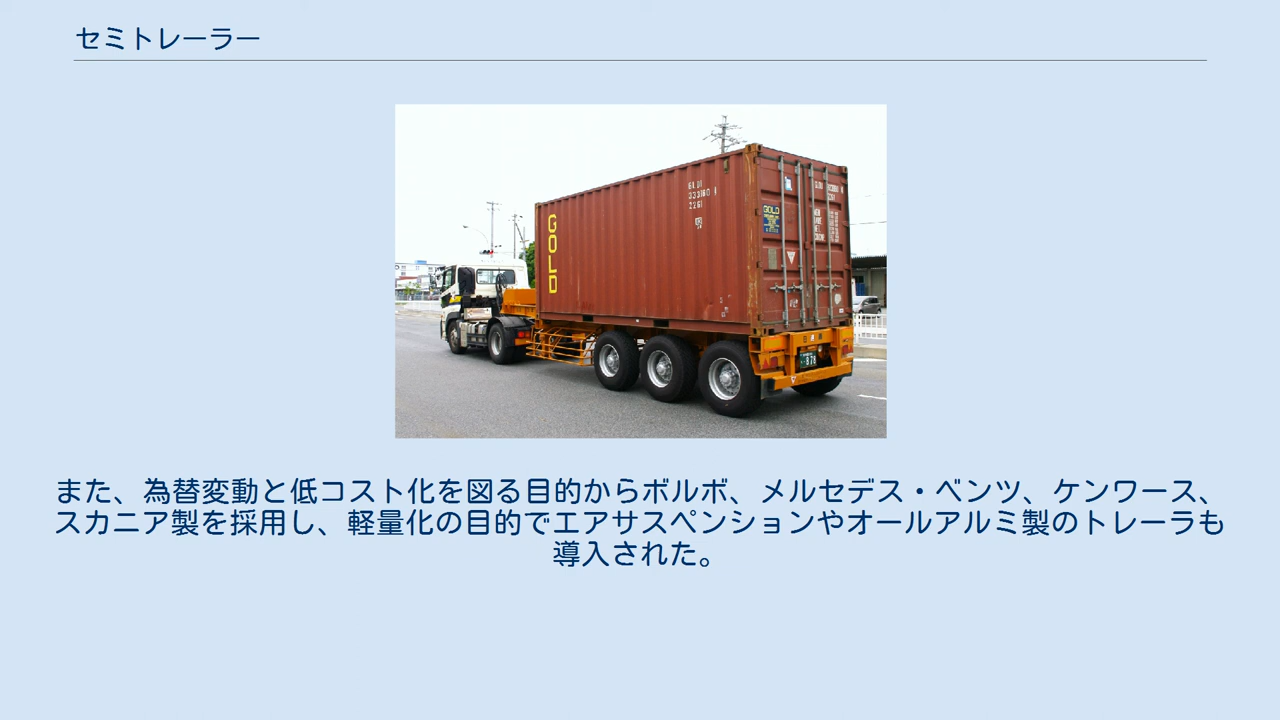 セミトレーラー
GOLD
GOLD
878
また、為替変動と低コスト化を図る目的からボルボ、メルセデス・ベンツ、ケンワース、
スカニア製を採用し、軽量化の目的でエアサスペンションやオールアルミ製のトレーラも
導入された。